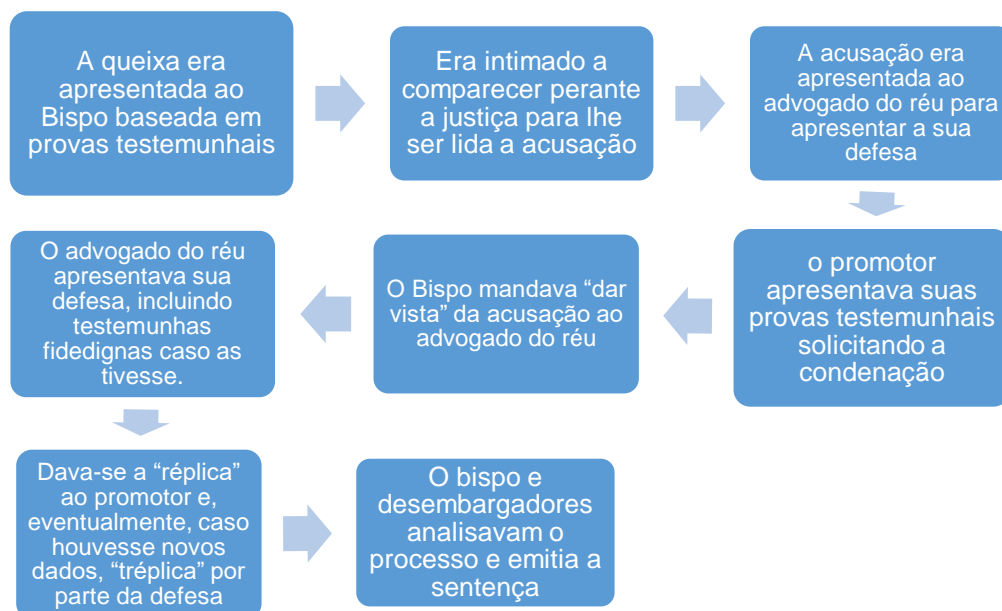 A queixa era
apresentada ao
Bispo baseada em
provas testemunhais
Era intimado a
comparecer perante
a justiça para lhe
ser lida a acusação
A acusação era
apresentada ao
advogado do réu para
apresentar a sua
defesa
o promotor
apresentava suas
provas testemunhais
solicitando a
condenação
O Bispo mandava “dar
vista” da acusação ao
advogado do réu
O advogado do réu
apresentava sua
defesa, incluindo
testemunhas
fidedignas caso as
tivesse.
Dava-se a “réplica”
ao promotor e,
eventualmente, caso
houvesse novos
dados, “tréplica” por
parte da defesa
O bispo e
desembargadores
analisavam o
processo e emitia a
sentença